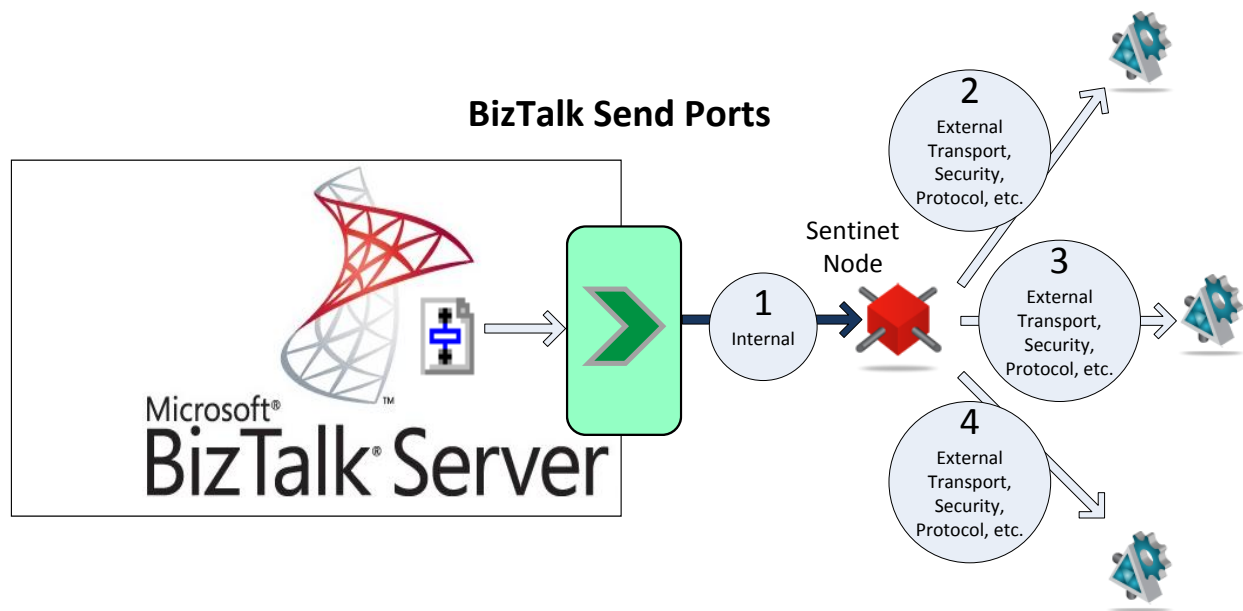 BizTalk Send Ports
Microsoft®
BizTalk® Server
™
1
Internal
Sentinet
Node
2
External
Transport,
Security,
Protocol, etc.
3
External
Transport,
Security,
Protocol, etc.
4
External
Transport,
Security,
Protocol, etc.